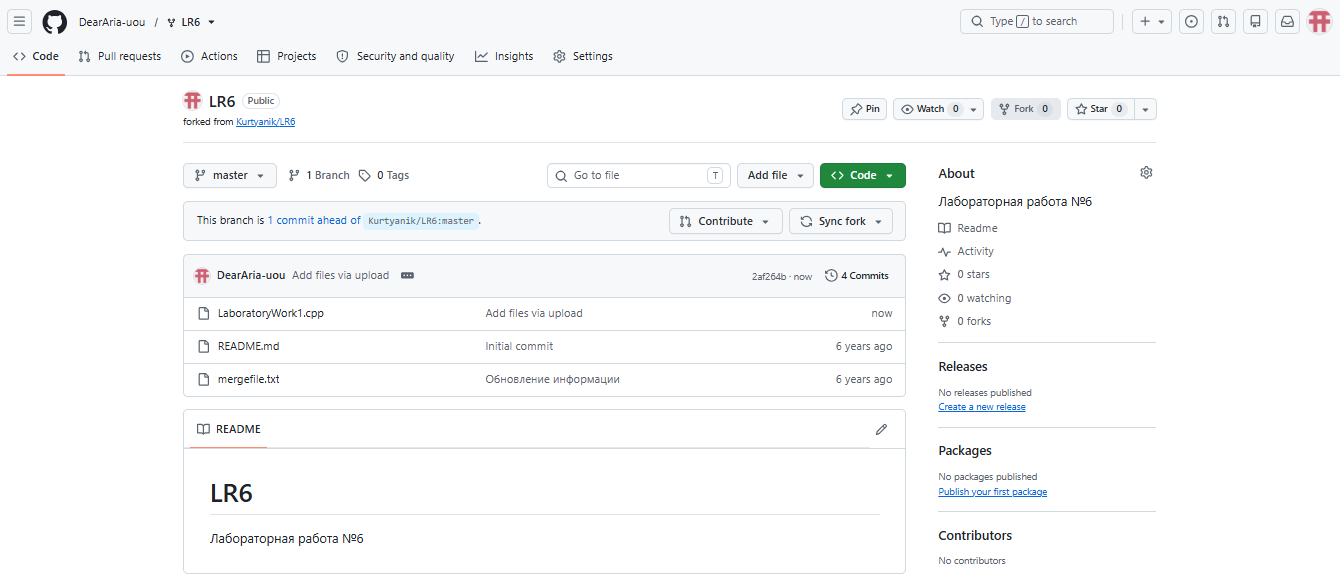 DearAria-uou / LR6
Type / to search
Code Pull requests Actions Projects Security and quality Insights Settings
LR6 Public
forked from Kurtyanik/LR6
Pin Watch 0 Fork 0 Star 0
master 1 Branch 0 Tags Go to file T Add file Code
This branch is 1 commit ahead of Kurtyanik/LR6:master . Contribute Sync fork
DearAria-uou Add files via upload 2af264b · now 4 Commits
LaboratoryWork1.cpp Add files via upload now
README.md Initial commit 6 years ago
mergefile.txt Обновление информации 6 years ago
README
LR6
Лабораторная работа №6
About
Лабораторная работа №6
Readme
Activity
0 stars
0 watching
0 forks
Releases
No releases published
Create a new release
Packages
No packages published
Publish your first package
Contributors
No contributors